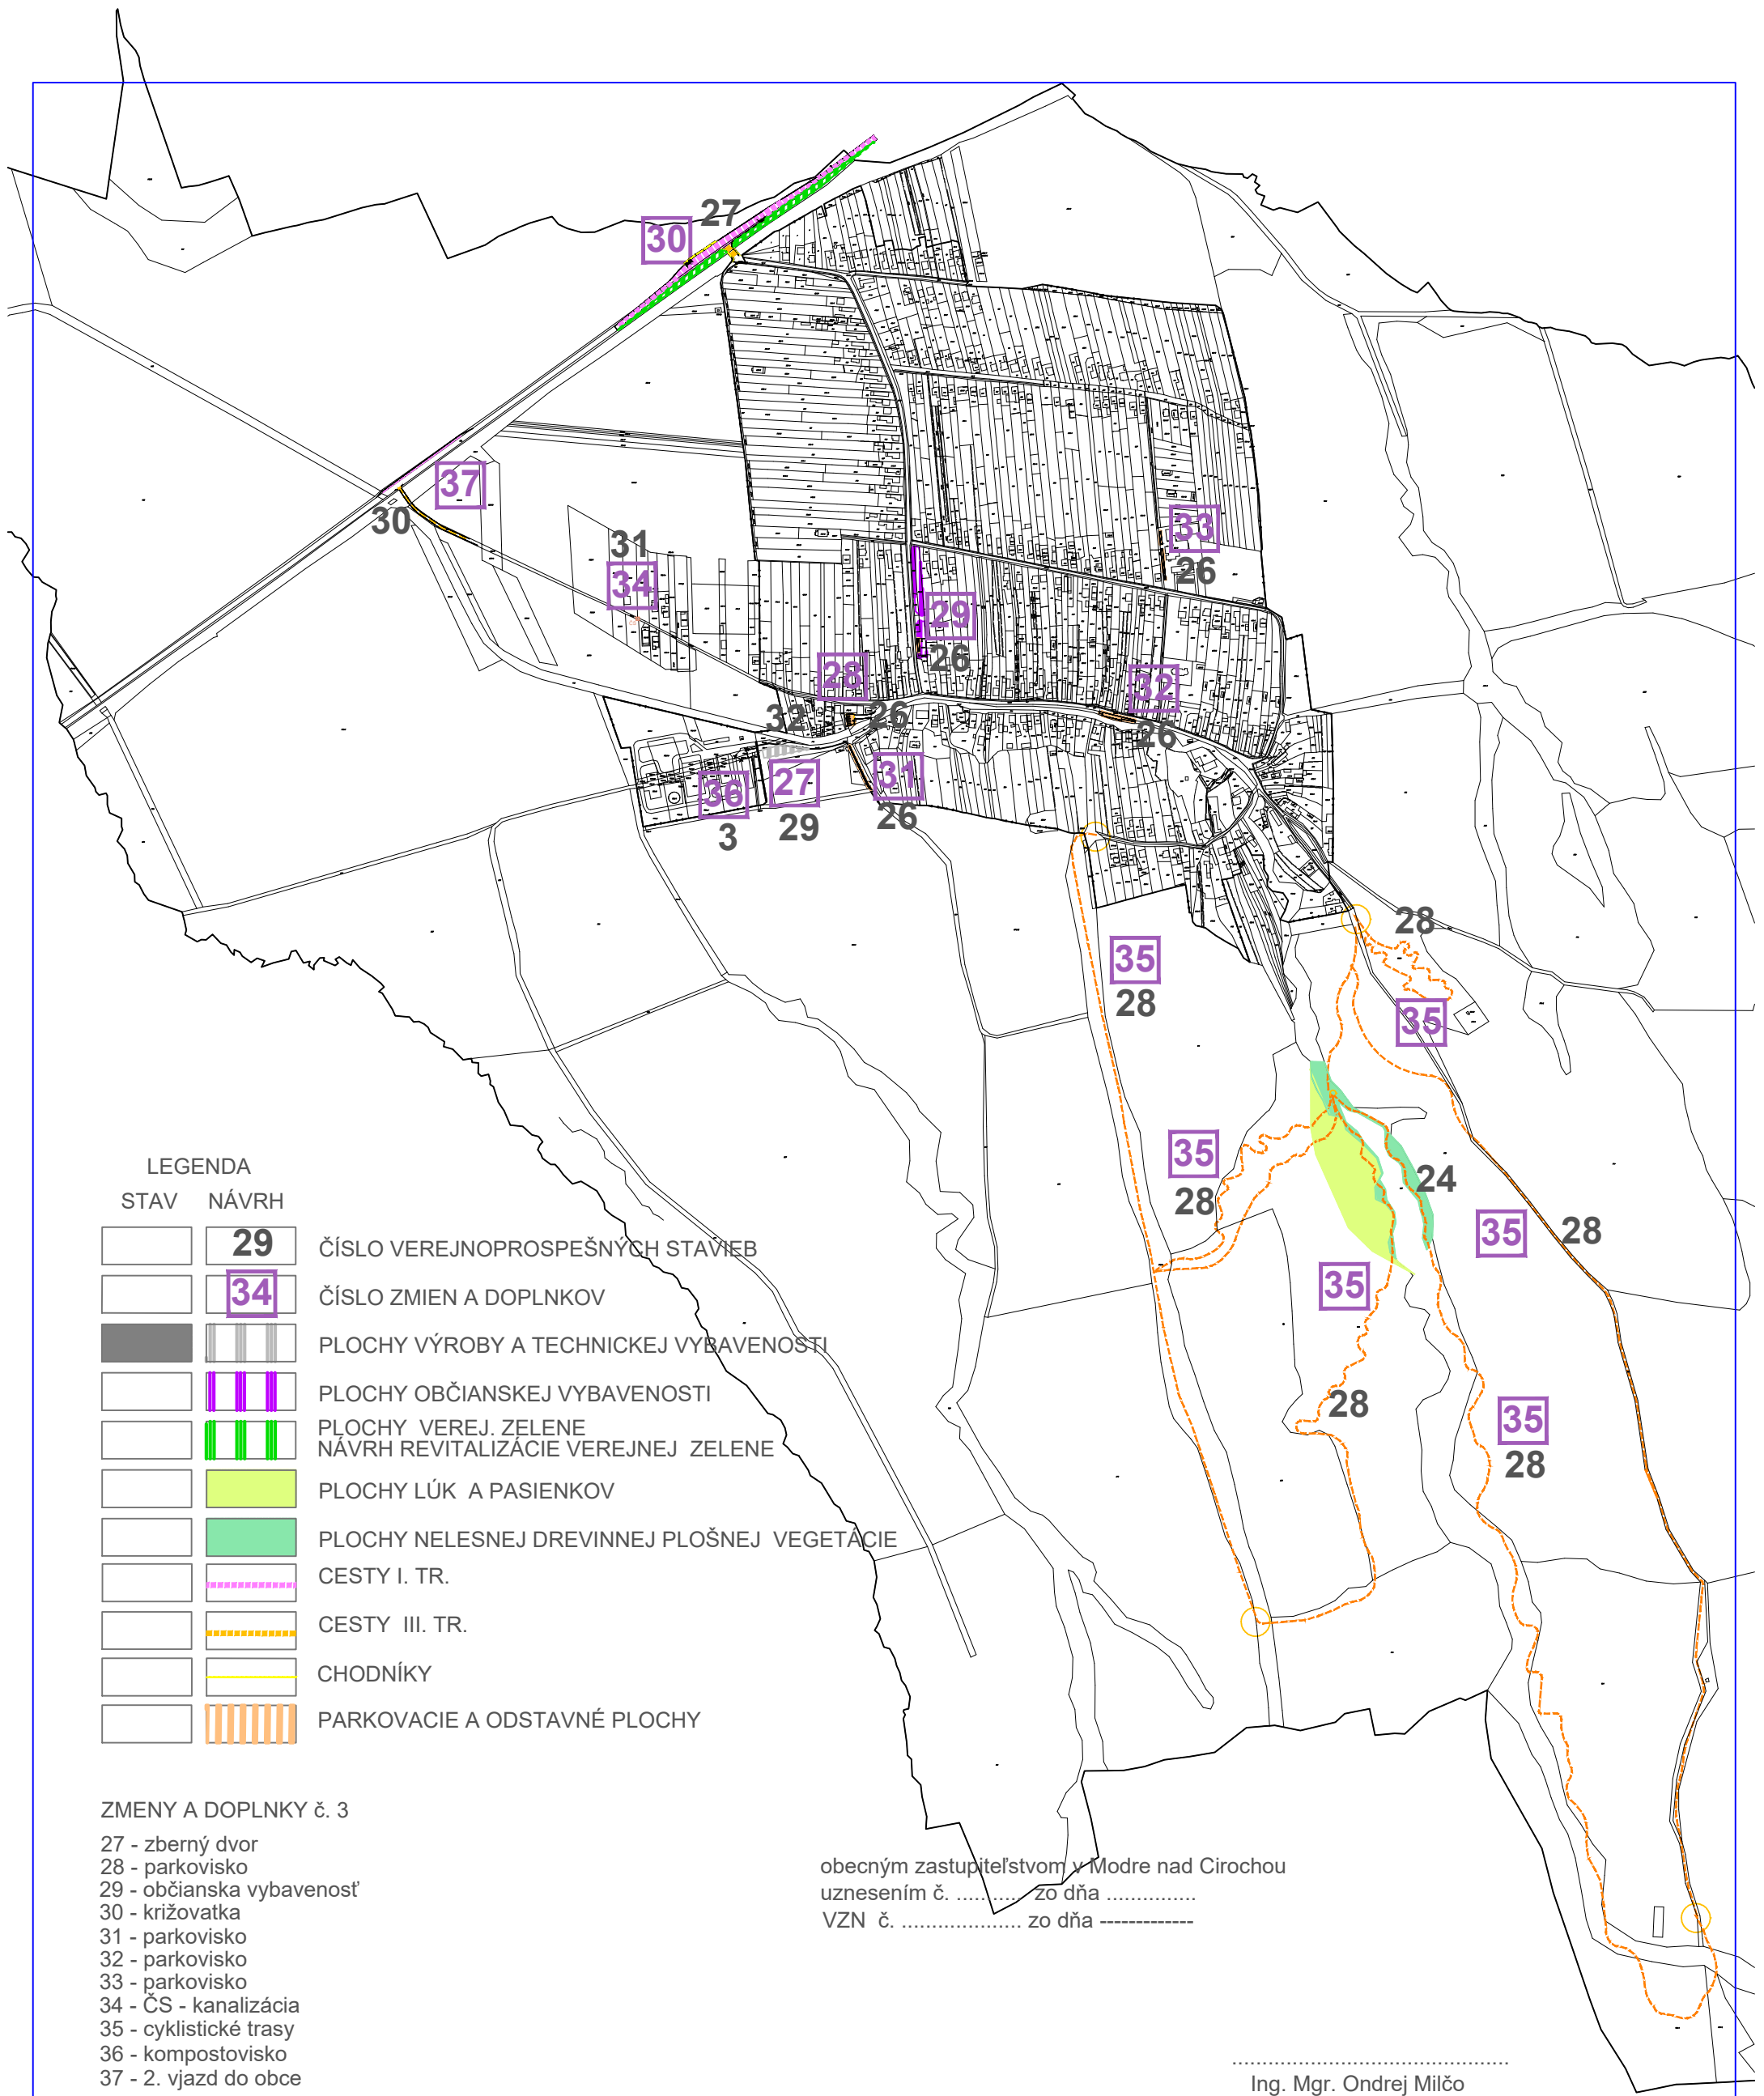 27
30
37
30
31
34
33
26
29
26
28
32
26
32
26
36
3
27
29
31
26
28
35
28
35
35
28
24
35
28
35
28
35
28
LEGENDA
STAV NÁVRH
29 ČÍSLO VEREJNOPROSPEŠNÝCH STAVIEB
34 ČÍSLO ZMIEN A DOPLNKOV
PLOCHY VÝROBY A TECHNICKEJ VYBAVENOSTI
PLOCHY OBČIANSKEJ VYBAVENOSTI
PLOCHY VEREJ. ZELENE
NÁVRH REVITALIZÁCIE VEREJNEJ ZELENE
PLOCHY LÚK A PASIENKOV
PLOCHY NELESNEJ DREVINNEJ PLOŠNEJ VEGETÁCIE
CESTY I. TR.
CESTY III. TR.
CHODNÍKY
PARKOVACIE A ODSTAVNÉ PLOCHY
ZMENY A DOPLNKY č. 3
27 - zberný dvor
28 - parkovisko
29 - občianska vybavenosť
30 - križovatka
31 - parkovisko
32 - parkovisko
33 - parkovisko
34 - ČS - kanalizácia
35 - cyklistické trasy
36 - kompostovisko
37 - 2. vjazd do obce
obecným zastupiteľstvom v Modre nad Cirochou
uznesením č. ........... zo dňa ...............
VZN č. .................... zo dňa -------------
..............................................
Ing. Mgr. Ondrej Milčo